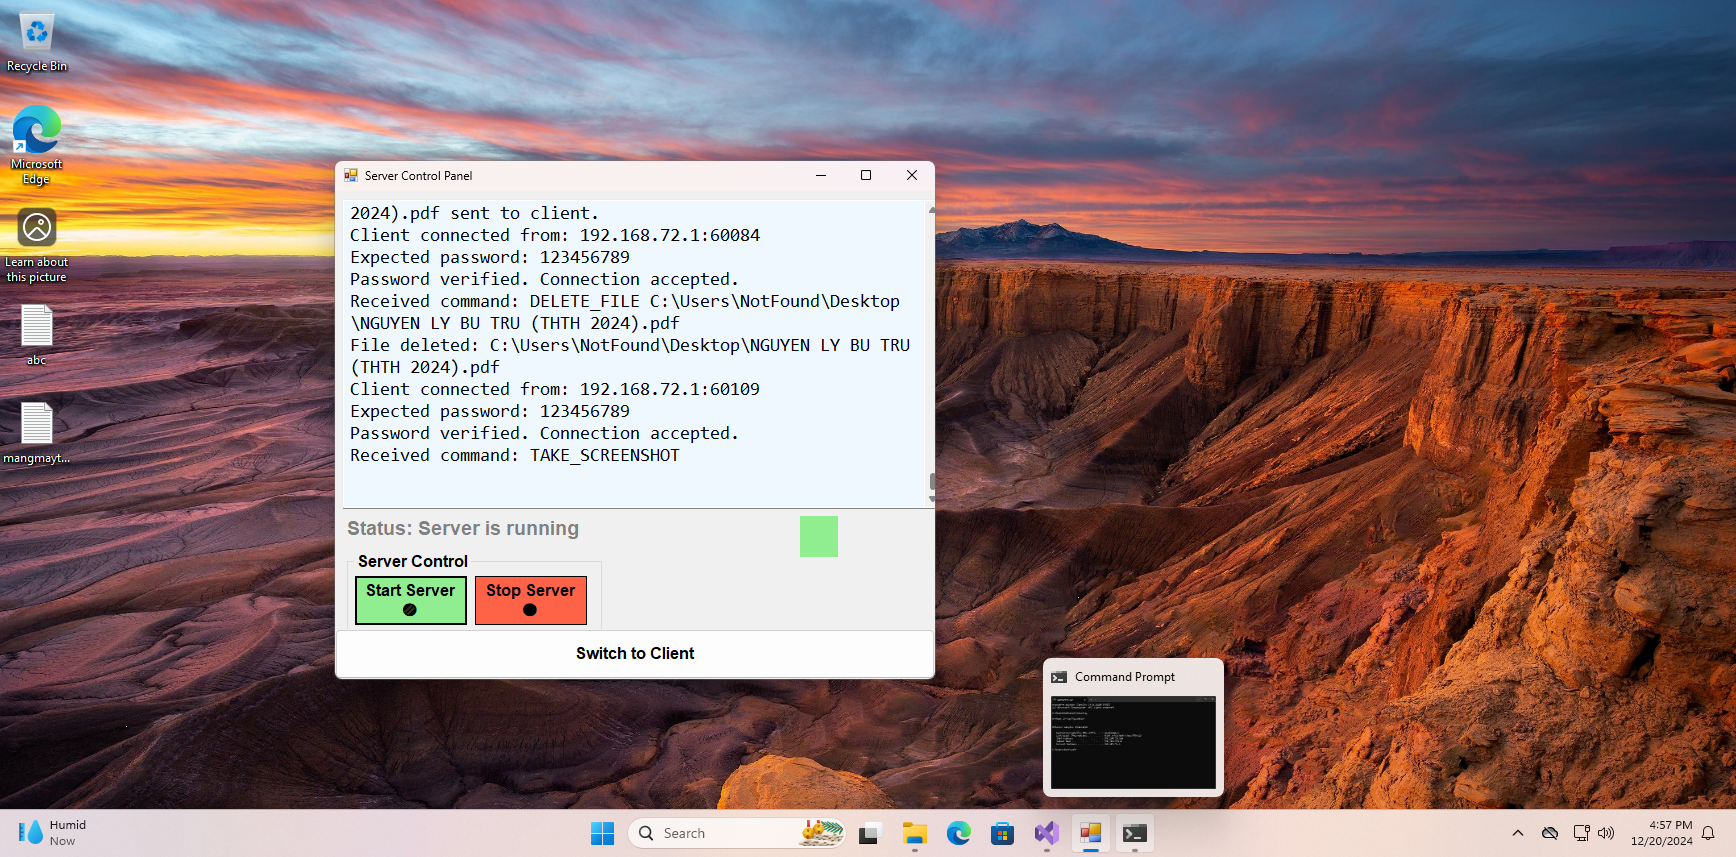 Recycle Bin
Microsoft
Edge
Learn about
this picture
abc
mangmayt...
Server Control Panel
2024).pdf sent to client.
Client connected from: 192.168.72.1:60084
Expected password: 123456789
Password verified. Connection accepted.
Received command: DELETE_FILE C:\Users\NotFound\Desktop
\NGUYEN LY BU TRU (THTH 2024).pdf
File deleted: C:\Users\NotFound\Desktop\NGUYEN LY BU TRU
(THTH 2024).pdf
Client connected from: 192.168.72.1:60109
Expected password: 123456789
Password verified. Connection accepted.
Received command: TAKE_SCREENSHOT
Status: Server is running
Server Control
Start Server
Stop Server
Switch to Client
Command Prompt
Humid
Now
Search
4:57 PM
12/20/2024